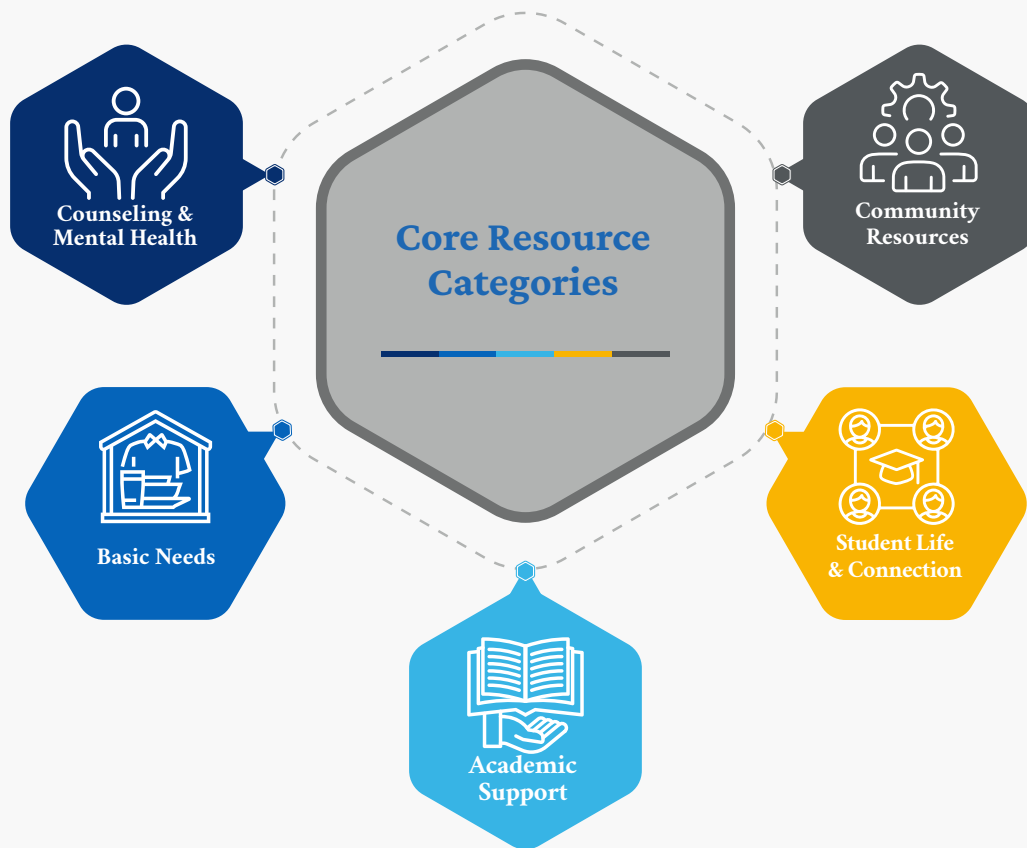 Counseling &
Mental Health
Core Resource
Categories
Community
Resources
Basic Needs
Student Life
& Connection
Academic
Support